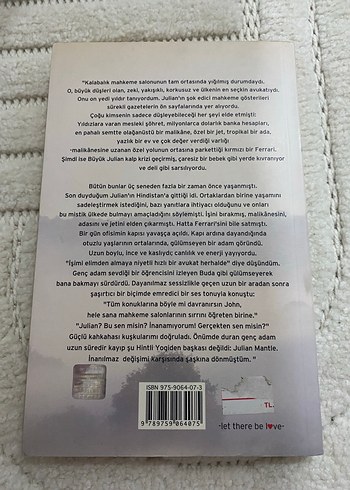 "Kalabalık mahkeme salonunun tam ortasında yığılmış durumdaydı.
O, büyük düşleri olan, zeki, yakışıklı, korkusuz ve ülkenin en seçkin avukatıydı.
Onu on yedi yıldır tanıyordum. Julian'ın şok edici mahkeme gösterileri
sürekli gazetelerin ön sayfalarında yer alıyordu.
Çoğu kimsenin sadece düşleyebileceği her şeyi elde etmişti:
Yıldızlara varan mesleki şöhret, milyonlarca dolarlık banka hesapları,
en pahalı semtte olağanüstü bir malikâne, özel bir jet, tropikal bir ada,
yazlık bir ev ve çok değer verdiği varlığı
-malikânesine uzanan özel yolunun ortasına parkettiği kırmızı bir Ferrari.
Şimdi ise Büyük Julian kalp krizi geçirmiş, çaresiz bir bebek gibi yerde kıvranıyor
ve deli gibi sarsılıyordu.
Bütün bunlar üç seneden fazla bir zaman önce yaşanmıştı.
Son duyduğum Julian'ın Hindistan'a gittiği idi. Ortaklardan birine yaşamını
sadeleştirmek istediğini, bazı yanıtlara ihtiyacı olduğunu ve onları
bu mistik ülkede bulmayı amaçladığını söylemişti. İşini bırakmış, malikânesini,
adasını ve jetini elden çıkarmıştı. Hatta Ferrari'sini bile satmıştı.
Bir gün ofisimin kapısı yavaşça açıldı. Kapı ardına dayandığında
otuzlu yaşlarının ortalarında, gülümseyen bir adam göründü.
Uzun boylu, ince ve kaslıydı; canlılık ve enerji yayıyordu.
"İşimi elimden almaya niyetli hızlı bir avukat herhalde" diye düşündüm.
Genç adam sevdiği bir öğrencisini izleyen Buda gibi gülümseyerek
bana bakmayı sürdürdü. Dayanılmaz sessizlikle geçen uzun bir aradan sonra
şaşırtıcı bir biçimde emredici bir ses tonuyla konuştu:
"Tüm konuklarına böyle mi davranırsın John,
hele sana mahkeme salonlarının sırrını öğreten birine."
"Julian? Bu sen misin? İnanamıyorum! Gerçekten sen misin?"
Güçlü kahkahası kuşkularımı doğruladı. Önümde duran genç adam
uzun süredir kayıp şu Hintli Yogiden başkası değildi: Julian Mantle.
İnanılmaz değişimi karşısında şaşkına dönmüştüm. "
ISBN 975-9064-07-3
9 789759 064075
TL.
-let there be l♥ve-